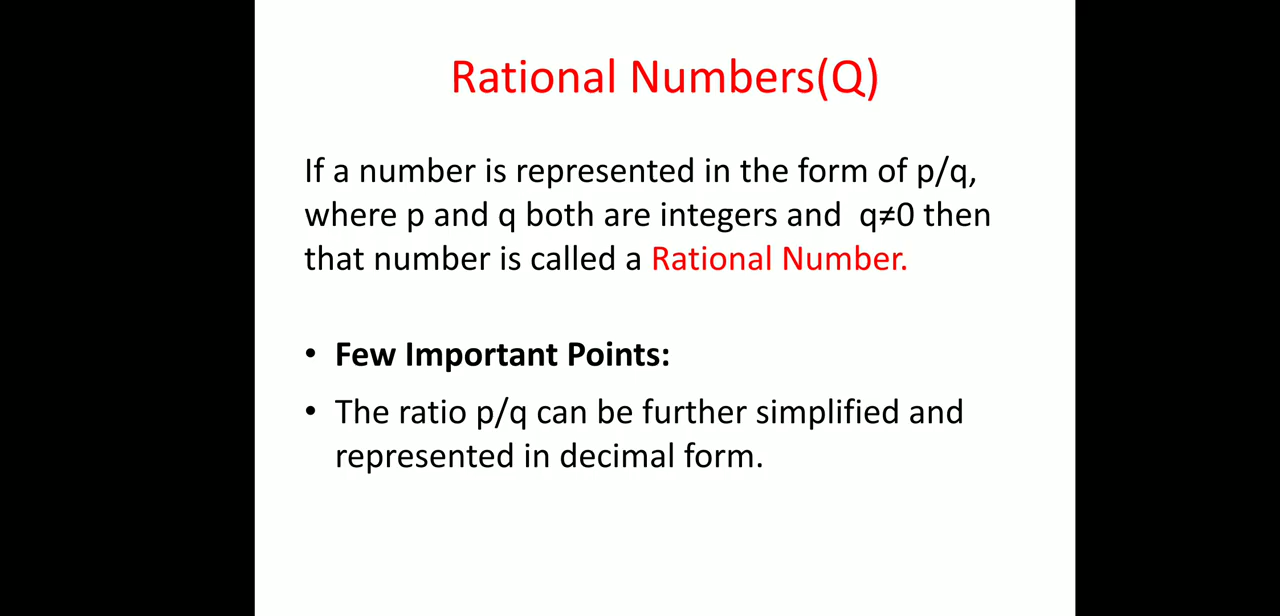 Rational Numbers(Q)
If a number is represented in the form of p/q,
where p and q both are integers and  q≠0 then
that number is called a Rational Number.
• Few Important Points:
• The ratio p/q can be further simplified and
represented in decimal form.